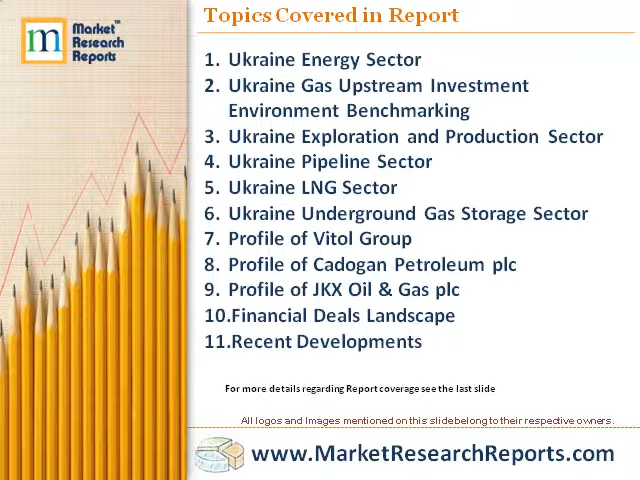 Topics Covered in Report
m
Market™
Research
Reports
1. Ukraine Energy Sector
2. Ukraine Gas Upstream Investment
Environment Benchmarking
3. Ukraine Exploration and Production Sector
4. Ukraine Pipeline Sector
5. Ukraine LNG Sector
6. Ukraine Underground Gas Storage Sector
7. Profile of Vitol Group
8. Profile of Cadogan Petroleum plc
9. Profile of JKX Oil & Gas plc
10.Financial Deals Landscape
11.Recent Developments
For more details regarding Report coverage see the last slide
All logos and Images mentioned on this slide belong to their respective owners.
www.MarketResearchReports.com